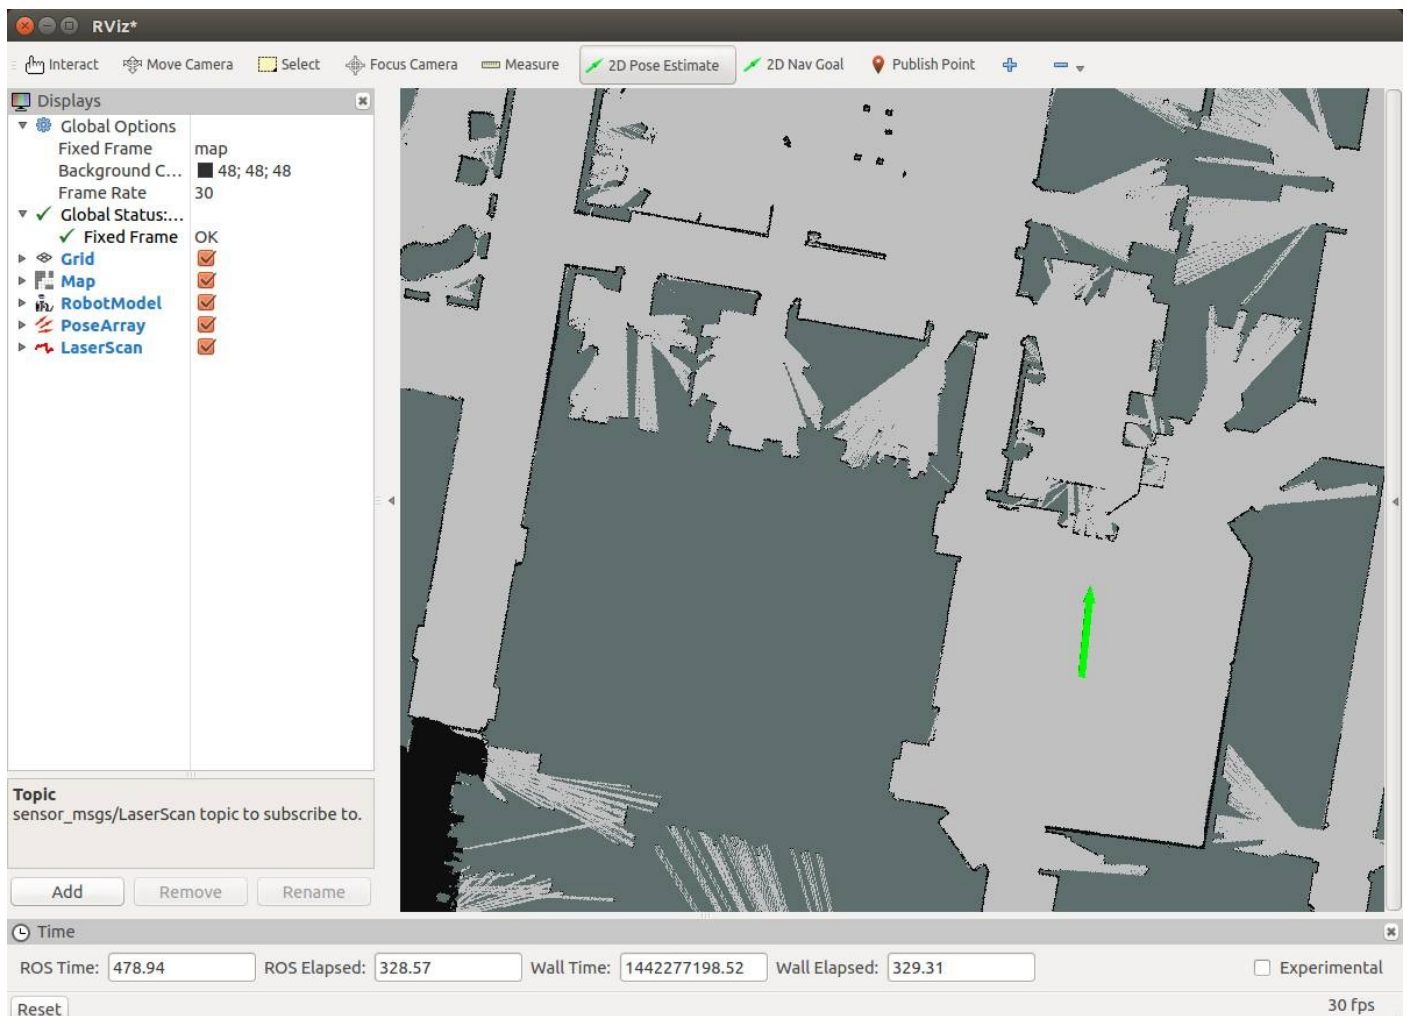 RViz*
Interact Move Camera Select Focus Camera Measure 2D Pose Estimate 2D Nav Goal Publish Point
Displays
Global Options
Fixed Frame map
Background C... 48; 48; 48
Frame Rate 30
Global Status:...
Fixed Frame OK
Grid
Map
RobotModel
PoseArray
LaserScan
Topic
sensor_msgs/LaserScan topic to subscribe to.
Add Remove Rename
Time
ROS Time: 478.94 ROS Elapsed: 328.57 Wall Time: 1442277198.52 Wall Elapsed: 329.31 Experimental
Reset 30 fps